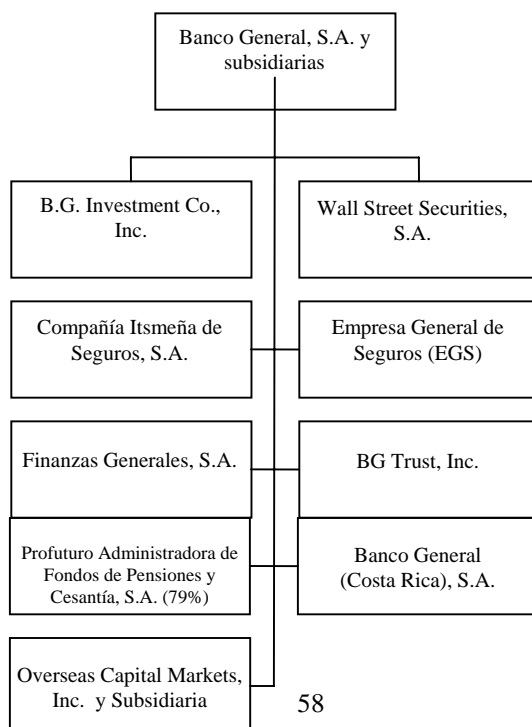 Banco General, S.A. y
subsidiarias
B.G. Investment Co.,
Inc.
Wall Street Securities,
S.A.
Compañía Itsmeña de
Seguros, S.A.
Empresa General de
Seguros (EGS)
Finanzas Generales, S.A.
BG Trust, Inc.
Profuturo Administradora de
Fondos de Pensiones y
Cesantía, S.A. (79%)
Banco General
(Costa Rica), S.A.
Overseas Capital Markets,
Inc. y Subsidiaria
58